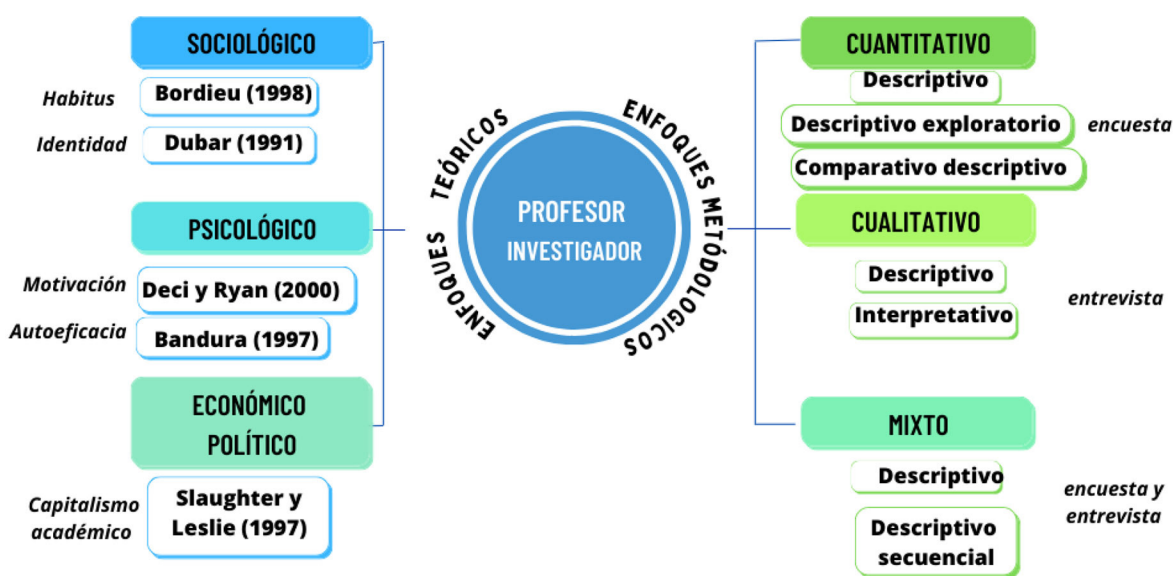 SOCIOLÓGICO
Habitus
Bordieu (1998)
Identidad
Dubar (1991)
PSICOLÓGICO
Motivación
Deci y Ryan (2000)
Autoeficacia
Bandura (1997)
ECONÓMICO
POLÍTICO
Capitalismo
académico
Slaughter y
Leslie (1997)
ENFOQUES TEÓRICOS
PROFESOR
INVESTIGADOR
ENFOQUES METÓDOLOGICOS
CUANTITATIVO
Descriptivo
Descriptivo exploratorio
encuesta
Comparativo descriptivo
CUALITATIVO
Descriptivo
Interpretativo
entrevista
MIXTO
Descriptivo
Descriptivo
secuencial
encuesta y
entrevista